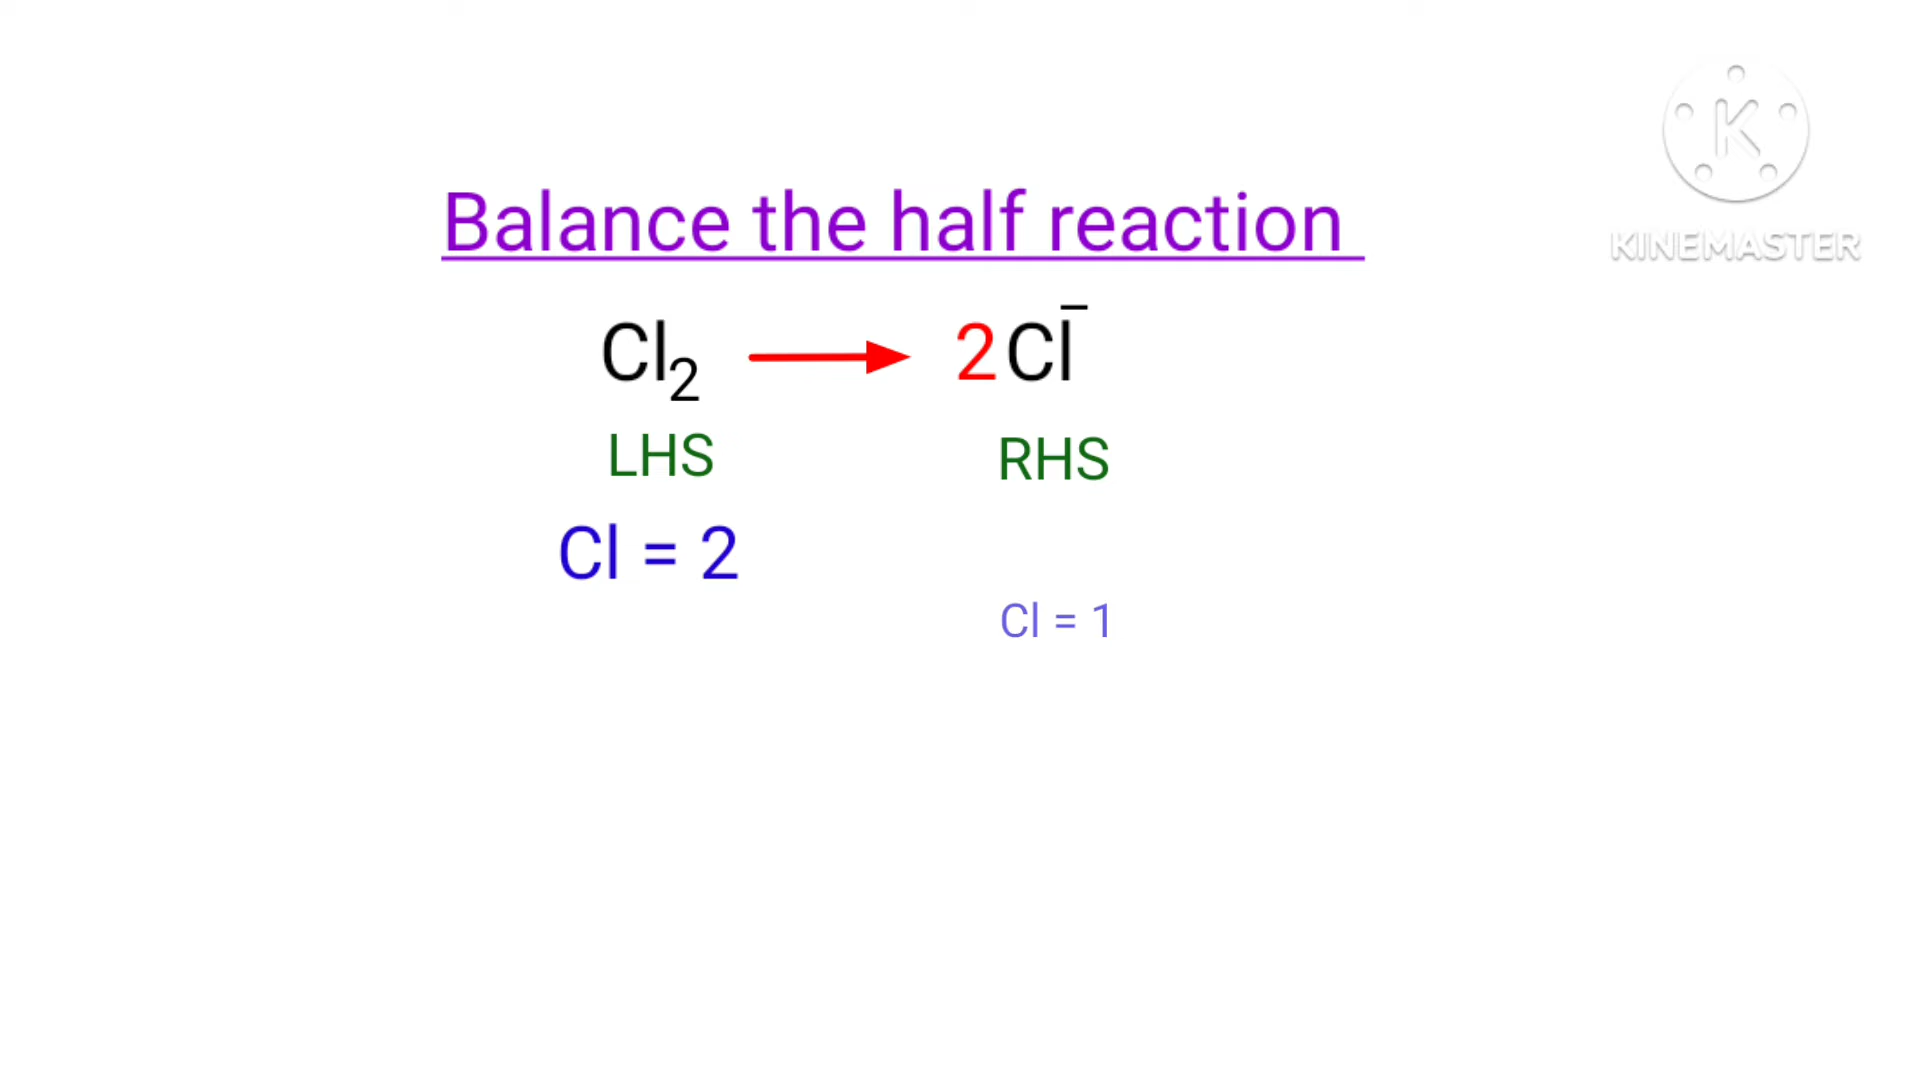 K
KINEMASTER
Balance the half reaction
Cl₂ → 2Cl⁻
LHS RHS
Cl = 2
Cl = 1